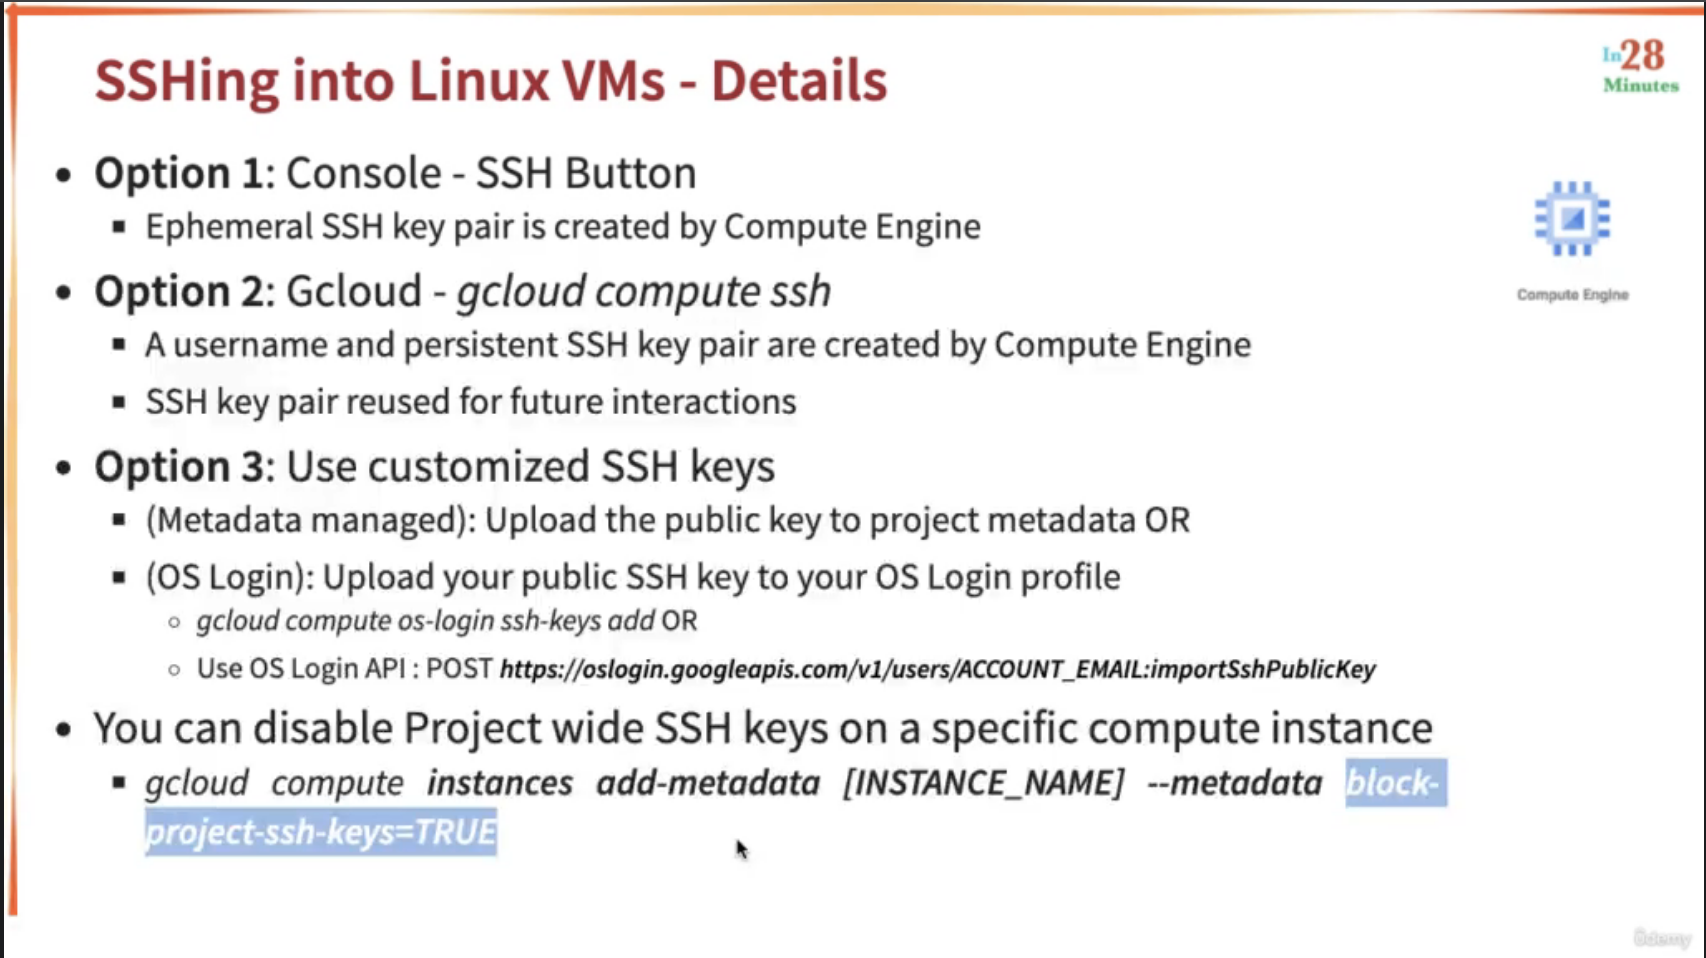 SSHing into Linux VMs - Details
In28
Minutes
• Option 1: Console - SSH Button
▪ Ephemeral SSH key pair is created by Compute Engine
• Option 2: Gcloud - gcloud compute ssh
Compute Engine
▪ A username and persistent SSH key pair are created by Compute Engine
▪ SSH key pair reused for future interactions
• Option 3: Use customized SSH keys
▪ (Metadata managed): Upload the public key to project metadata OR
▪ (OS Login): Upload your public SSH key to your OS Login profile
○ gcloud compute os-login ssh-keys add OR
○ Use OS Login API : POST https://oslogin.googleapis.com/v1/users/ACCOUNT_EMAIL:importSshPublicKey
• You can disable Project wide SSH keys on a specific compute instance
▪ gcloud compute instances add-metadata [INSTANCE_NAME] --metadata block-
project-ssh-keys=TRUE
ûdemy